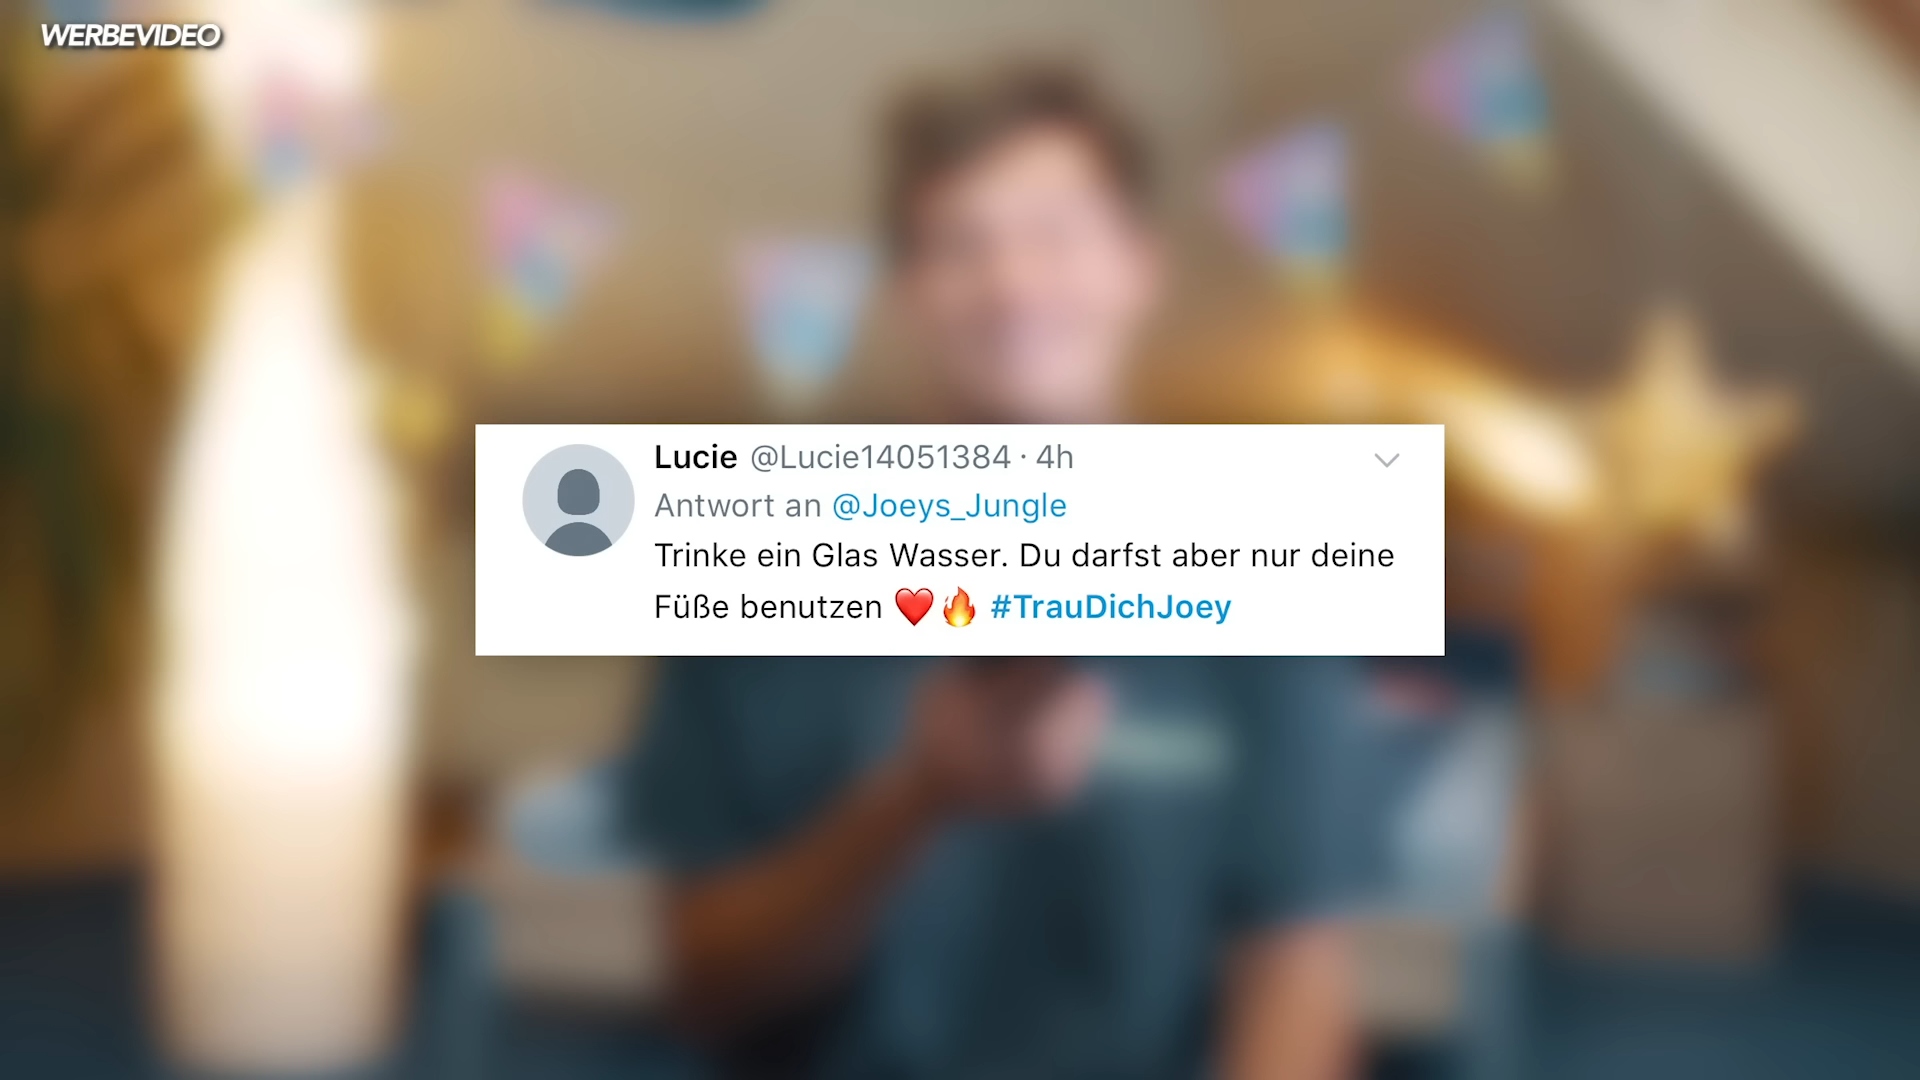 WERBEVIDEO
Lucie @Lucie14051384 · 4h
Antwort an @Joeys_Jungle
Trinke ein Glas Wasser. Du darfst aber nur deine
Füße benutzen ❤️🔥 #TrauDichJoey